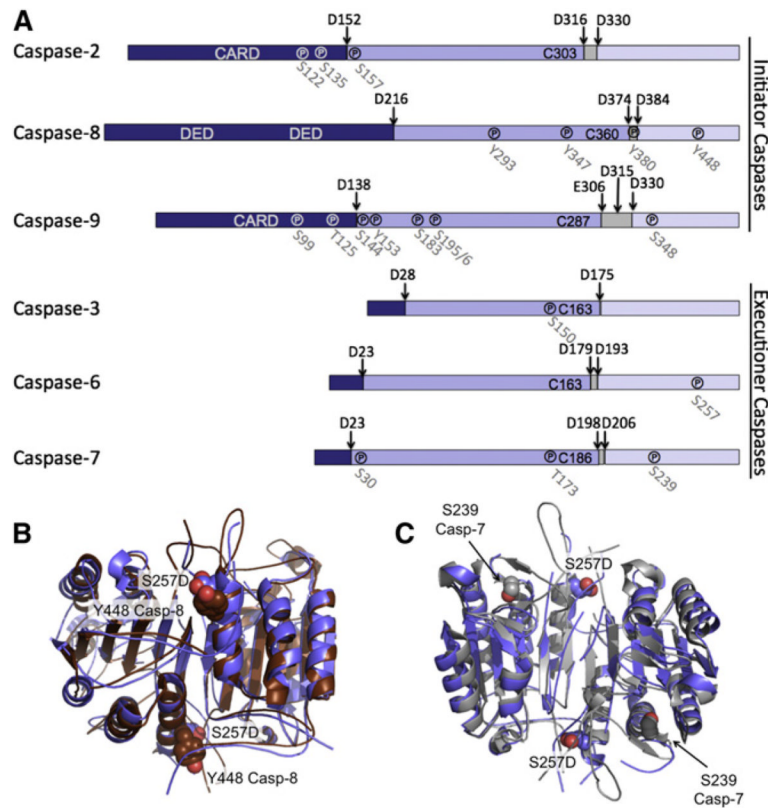 A
Caspase-2
D152
D316
D330
CARD
C303
P
P
P
S122
S135
S157
Caspase-8
D216
D374
D384
DED
DED
C360
P
P
P
P
Y293
Y347
Y380
Y448
Initiator Caspases
Caspase-9
D138
E306
D315
D330
CARD
C287
P
P
P
P
P
P
P
S99
T125
S144
Y153
S183
S195/6
S348
Caspase-3
D28
D175
C163
P
S150
Caspase-6
D23
D179
D193
C163
P
S257
Executioner Caspases
Caspase-7
D23
D198
D206
C186
P
P
P
S30
T173
S239
B
S257D
Y448 Casp-8
S257D
Y448 Casp-8
C
S239
Casp-7
S257D
S257D
S239
Casp-7